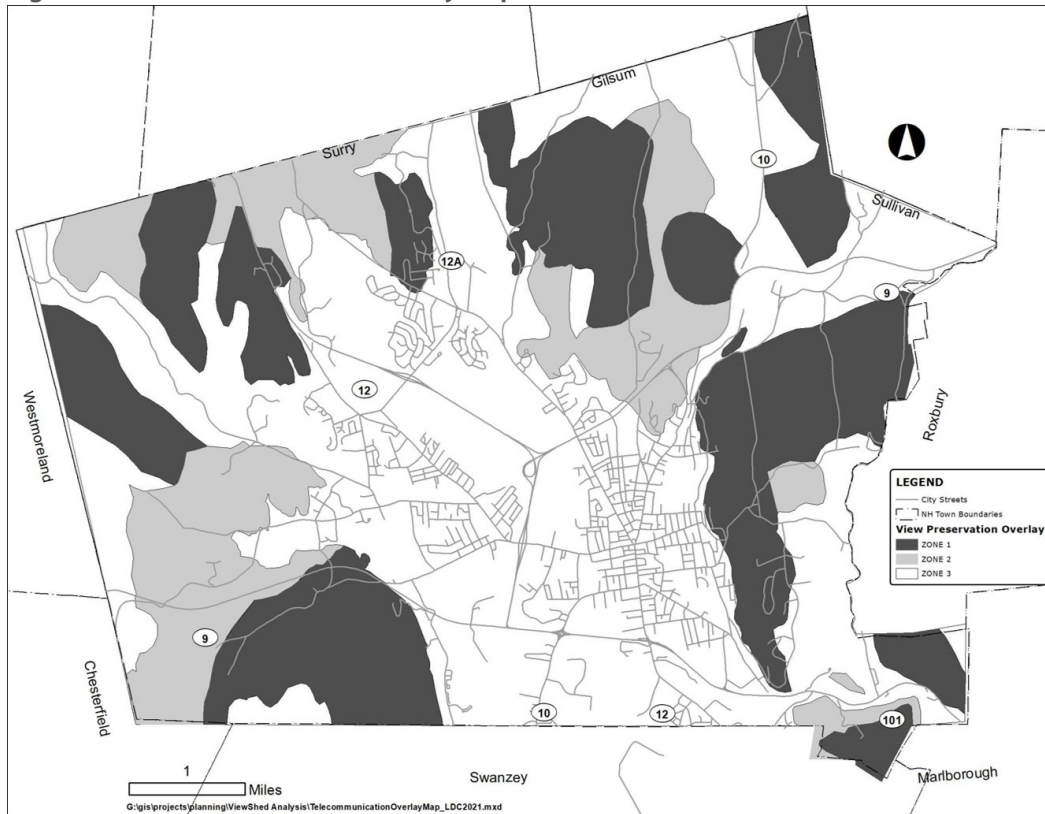 Gilsum
Surry
10
Sullivan
12A
9
12
Westmoreland
Roxbury
LEGEND
City Streets
NH Town Boundaries
View Preservation Overlay
ZONE 1
ZONE 2
ZONE 3
9
Chesterfield
10
12
101
1
Miles
Swanzey
Marlborough
G:\gis\projects\planning\ViewShed Analysis\TelecommunicationOverlayMap_LDC2021.mxd